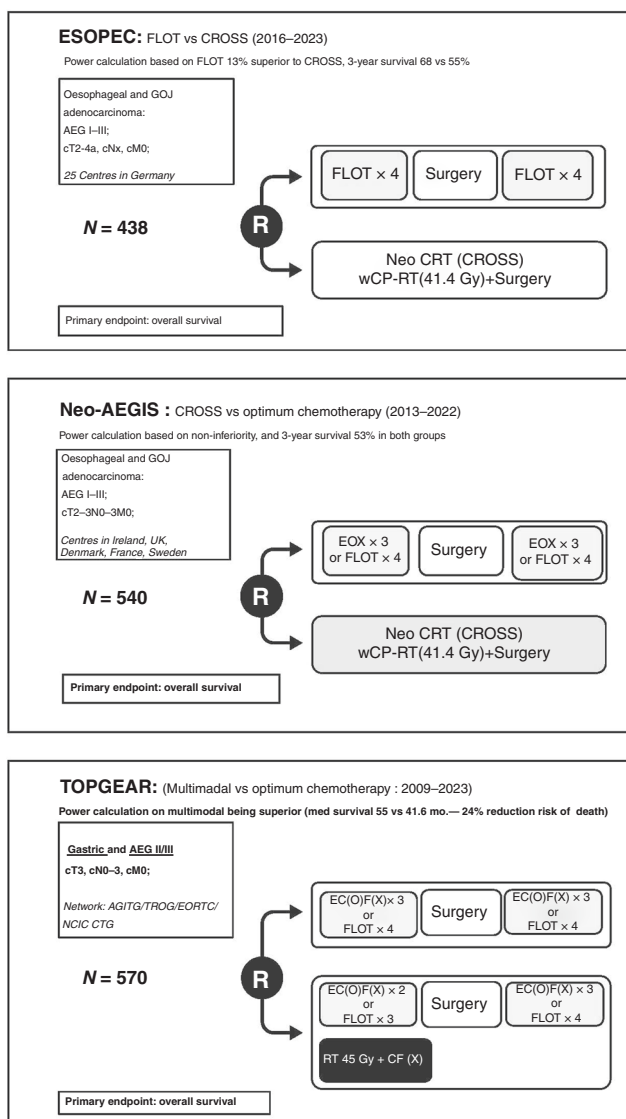 ESOPEC: FLOT vs CROSS (2016–2023)
Power calculation based on FLOT 13% superior to CROSS, 3-year survival 68 vs 55%
Oesophageal and GOJ
adenocarcinoma:
AEG I–III;
cT2-4a, cNx, cM0;
25 Centres in Germany
N = 438
R
FLOT × 4
Surgery
FLOT × 4
Neo CRT (CROSS)
wCP-RT(41.4 Gy)+Surgery
Primary endpoint: overall survival
Neo-AEGIS : CROSS vs optimum chemotherapy (2013–2022)
Power calculation based on non-inferiority, and 3-year survival 53% in both groups
Oesophageal and GOJ
adenocarcinoma:
AEG I–III;
cT2–3N0–3M0;
Centres in Ireland, UK,
Denmark, France, Sweden
N = 540
R
EOX × 3
or FLOT × 4
Surgery
EOX × 3
or FLOT × 4
Neo CRT (CROSS)
wCP-RT(41.4 Gy)+Surgery
Primary endpoint: overall survival
TOPGEAR: (Multimadal vs optimum chemotherapy : 2009–2023)
Power calculation on multimodal being superior (med survival 55 vs 41.6 mo.— 24% reduction risk of death)
Gastric and AEG II/III
cT3, cN0–3, cM0;
Network: AGITG/TROG/EORTC/
NCIC CTG
N = 570
R
EC(O)F(X)× 3
or
FLOT × 4
Surgery
EC(O)F(X) × 3
or
FLOT × 4
EC(O)F(X) × 2
or
FLOT × 3
Surgery
EC(O)F(X) × 3
or
FLOT × 4
RT 45 Gy + CF (X)
Primary endpoint: overall survival